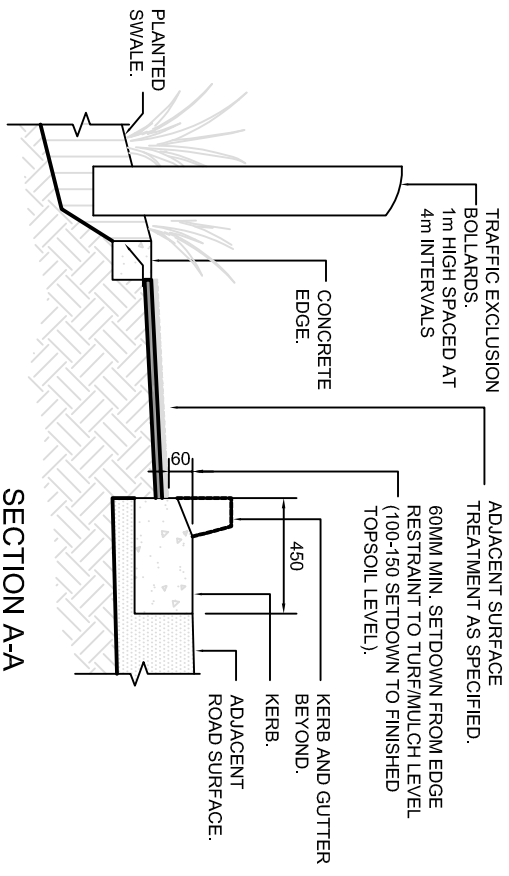 TRAFFIC EXCLUSION
BOLLARDS.
1m HIGH SPACED AT
4m INTERVALS
PLANTED
SWALE.
CONCRETE
EDGE.
ADJACENT SURFACE
TREATMENT AS SPECIFIED.
60MM MIN. SETDOWN FROM EDGE
RESTRAINT TO TURF/MULCH LEVEL
(100-150 SETDOWN TO FINISHED
TOPSOIL LEVEL).
60
450
KERB AND GUTTER
BEYOND.
KERB.
ADJACENT
ROAD SURFACE.
SECTION A-A